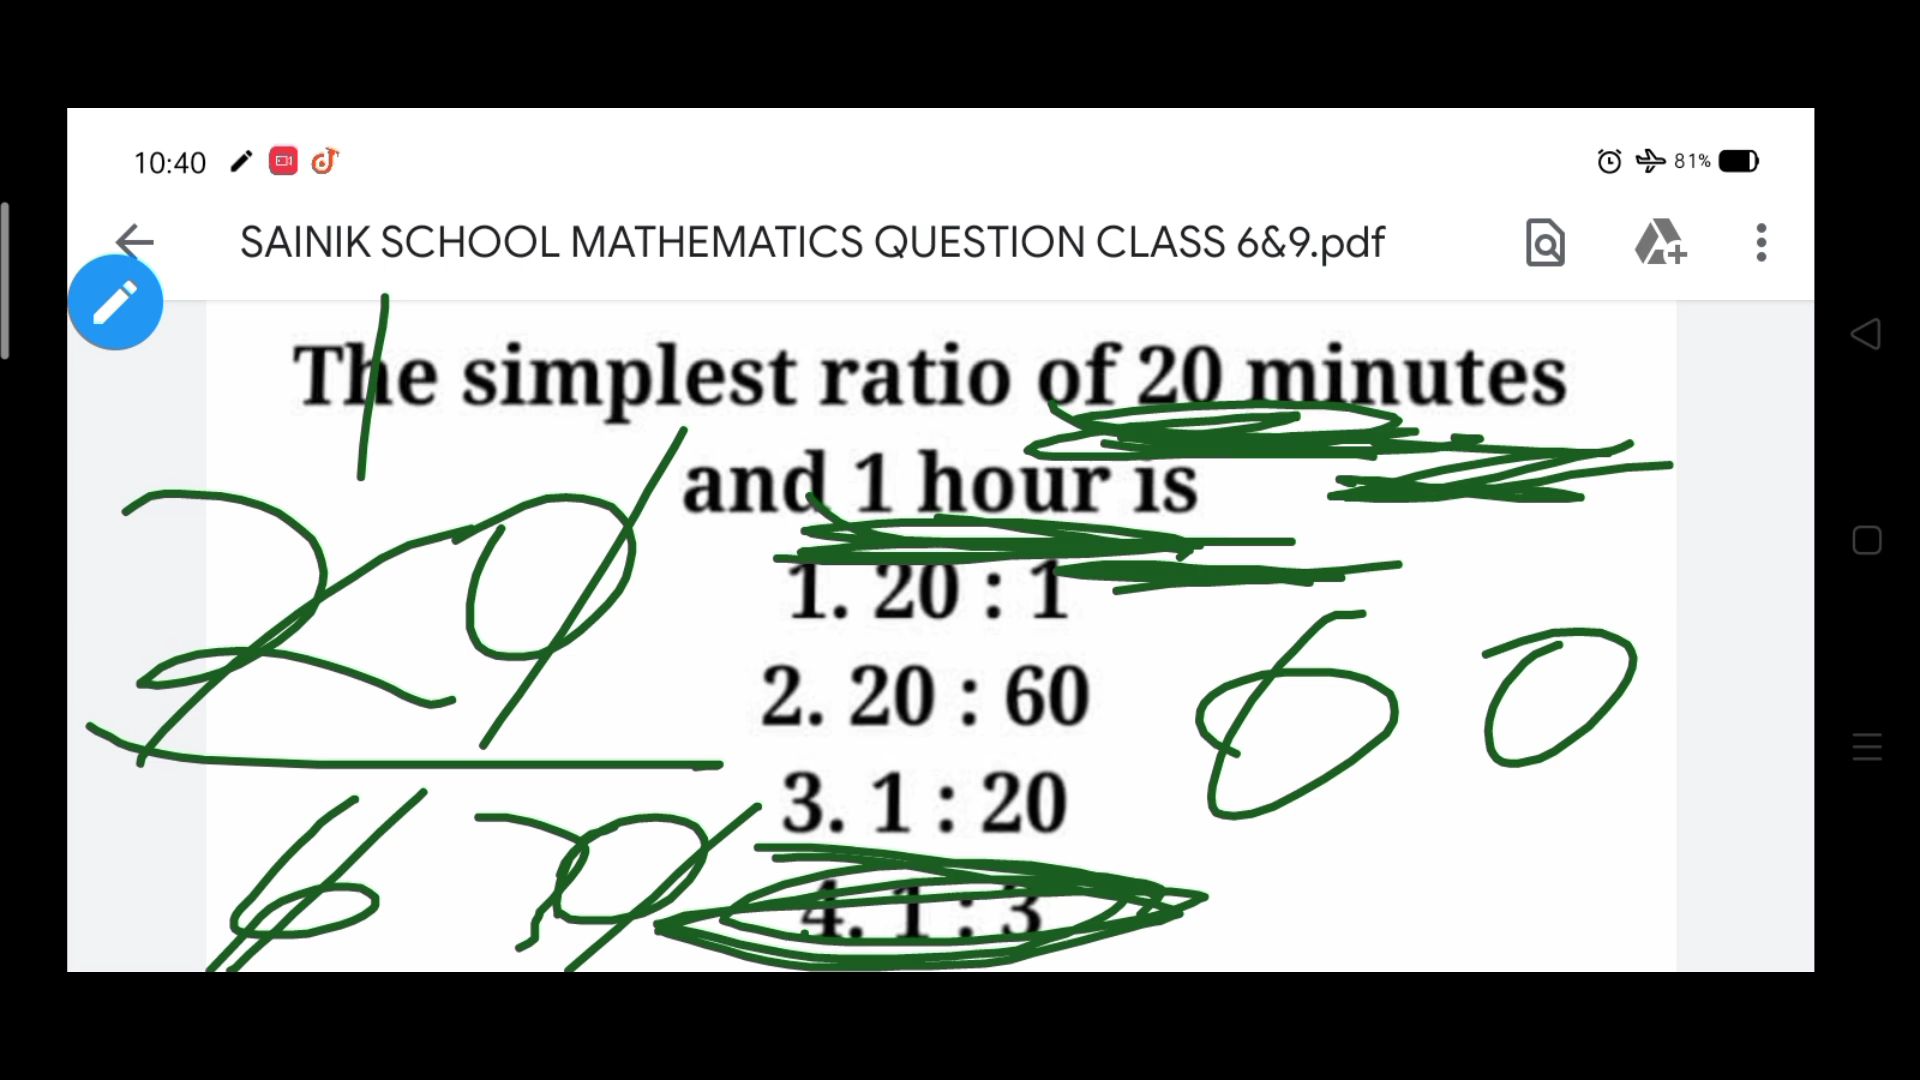 10:40 81%
SAINIK SCHOOL MATHEMATICS QUESTION CLASS 6&9.pdf
The simplest ratio of 20 minutes
and 1 hour is
1. 20 : 1
2. 20 : 60
3. 1 : 20
4. 1 : 3
1
20
60
60